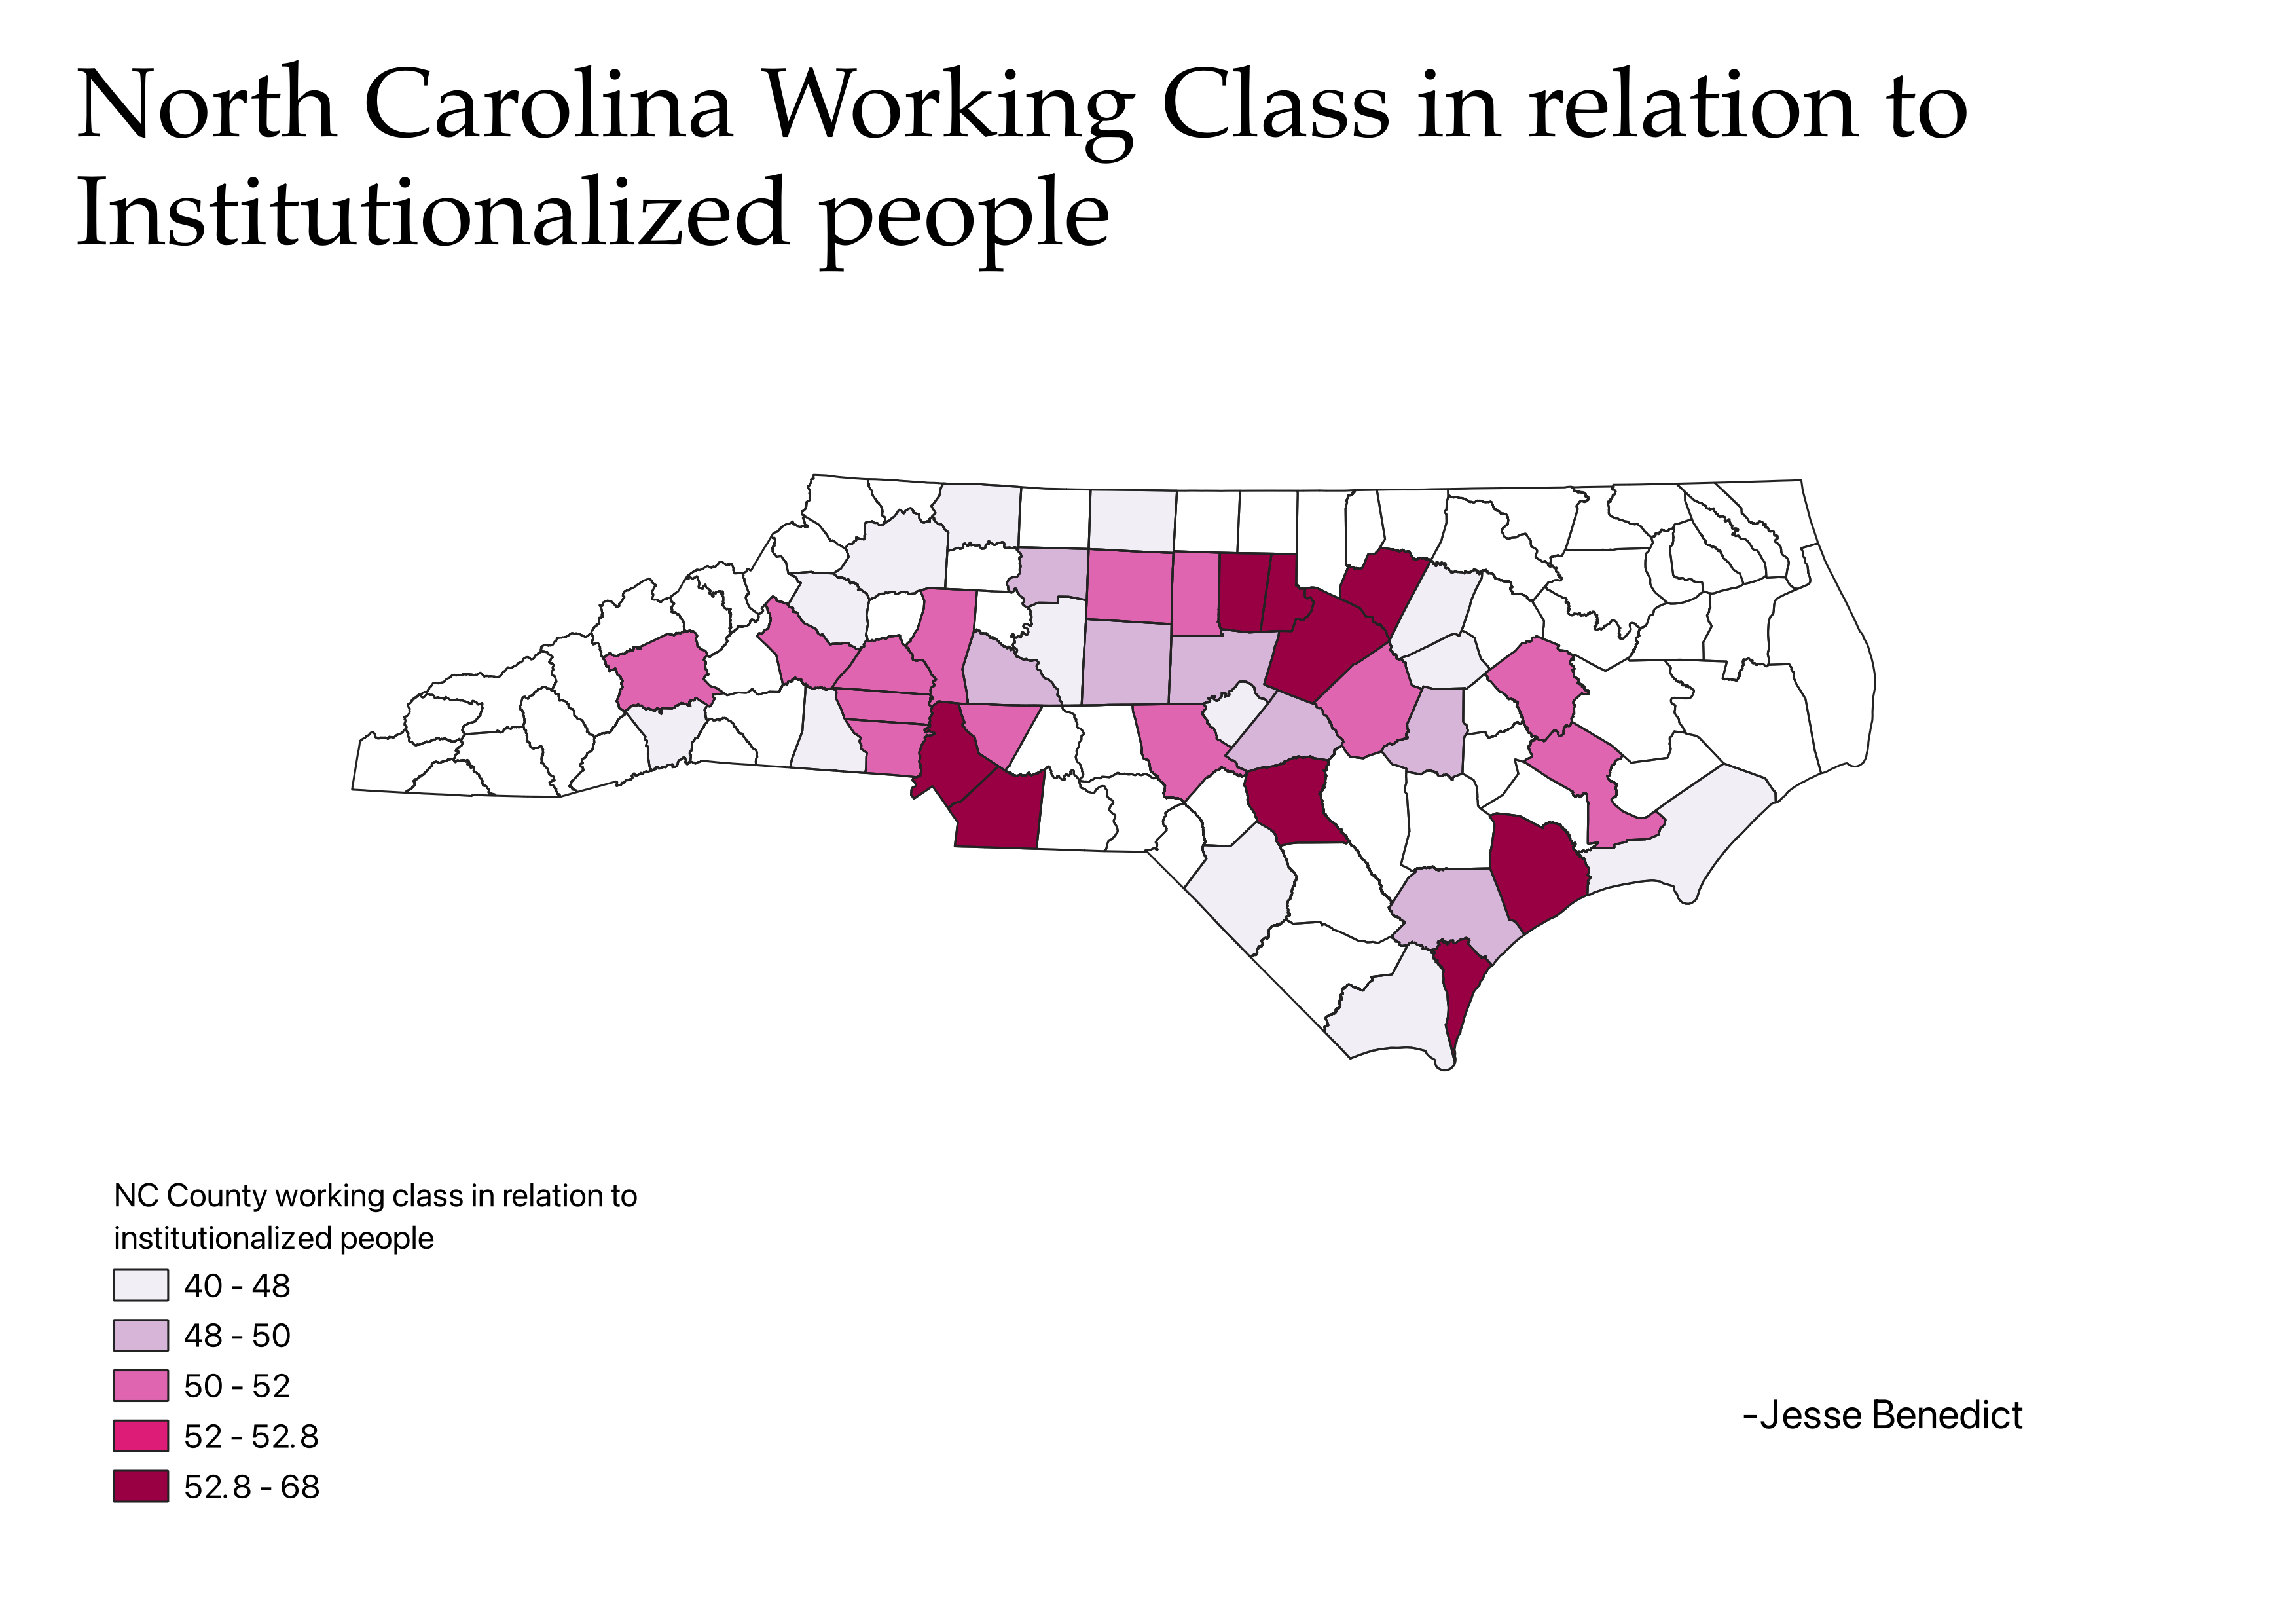 North Carolina Working Class in relation to
Institutionalized people
NC County working class in relation to
institutionalized people
40 - 48
48 - 50
50 - 52
52 - 52.8
52.8 - 68
-Jesse Benedict